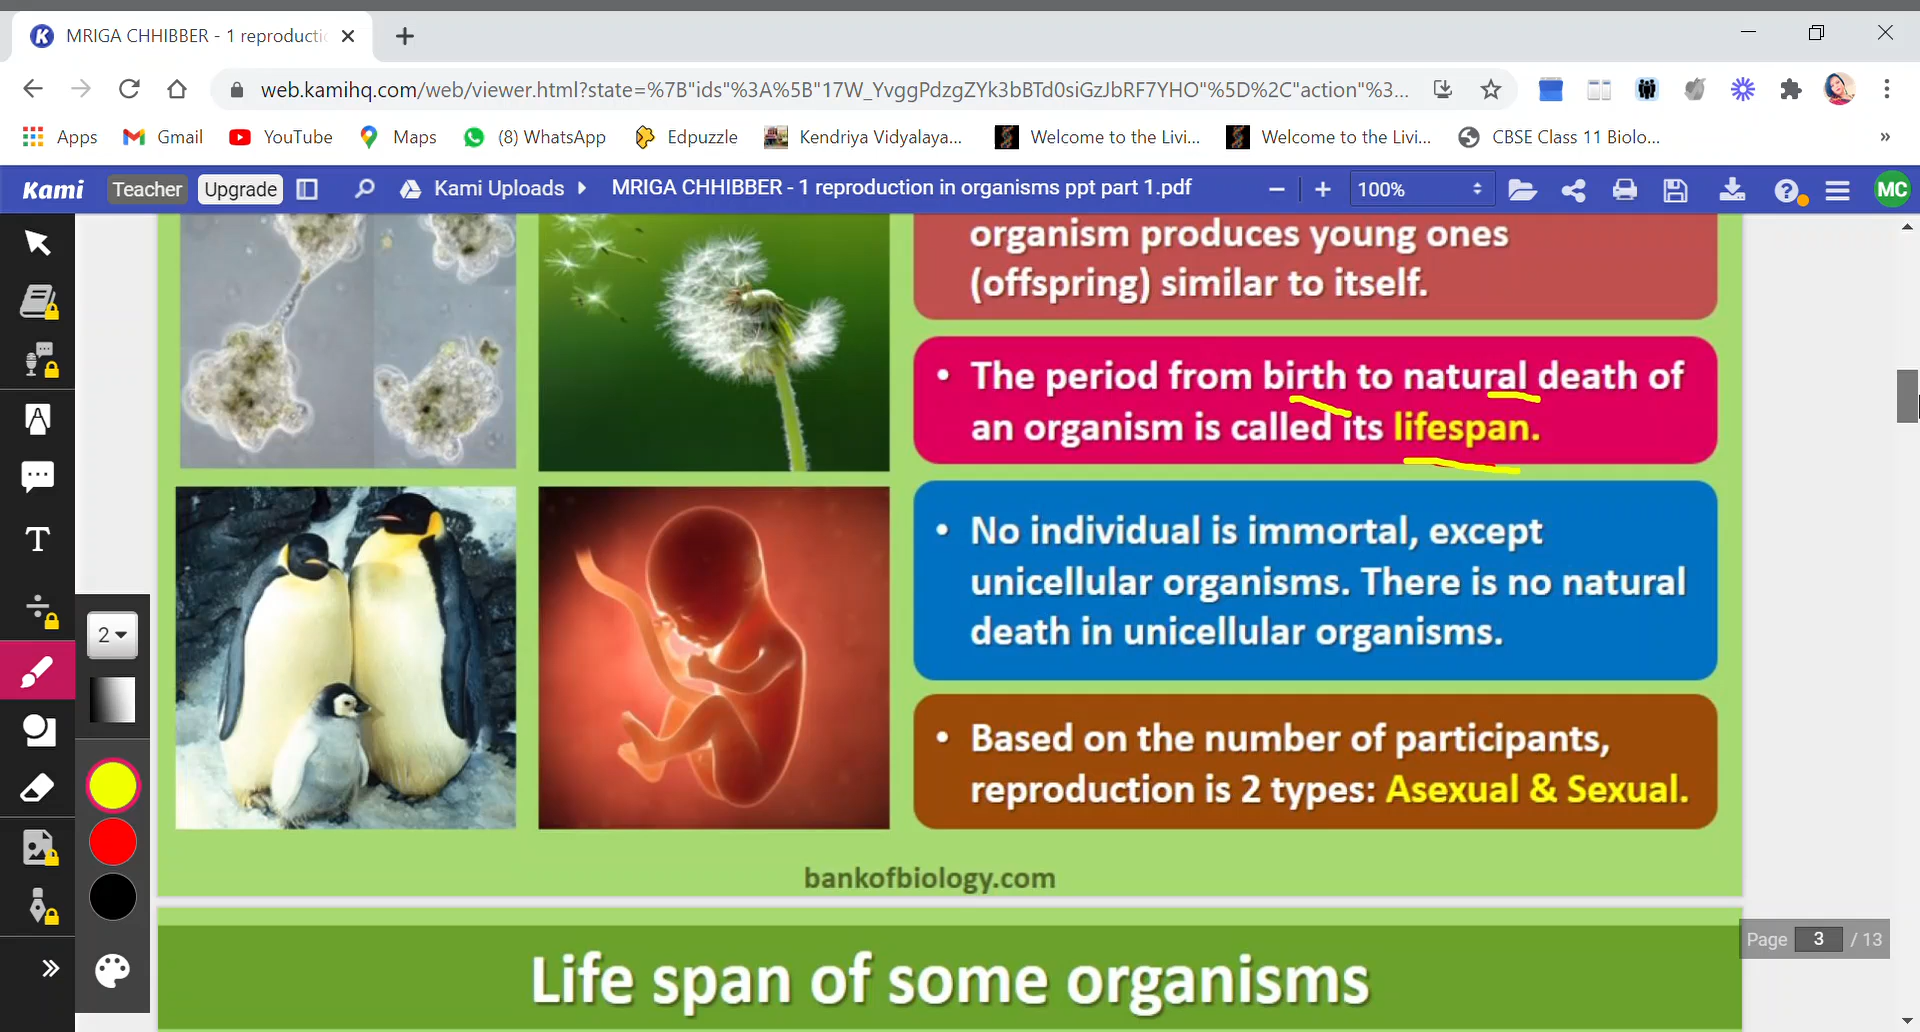 MRIGA CHHIBBER - 1 reproducti
web.kamihq.com/web/viewer.html?state=%7B"ids"%3A%5B"17W_YvggPdzgZYk3bBTd0siGzJbRF7YHO"%5D%2C"action"%3...
Apps Gmail YouTube Maps (8) WhatsApp Edpuzzle Kendriya Vidyalaya... Welcome to the Livi... Welcome to the Livi... CBSE Class 11 Biolo... »
Kami Teacher Upgrade Kami Uploads MRIGA CHHIBBER - 1 reproduction in organisms ppt part 1.pdf 100% MC
organism produces young ones
(offspring) similar to itself.
• The period from birth to natural death of
an organism is called its lifespan.
• No individual is immortal, except
unicellular organisms. There is no natural
death in unicellular organisms.
2
• Based on the number of participants,
reproduction is 2 types: Asexual & Sexual.
bankofbiology.com
Page 3 / 13
Life span of some organisms